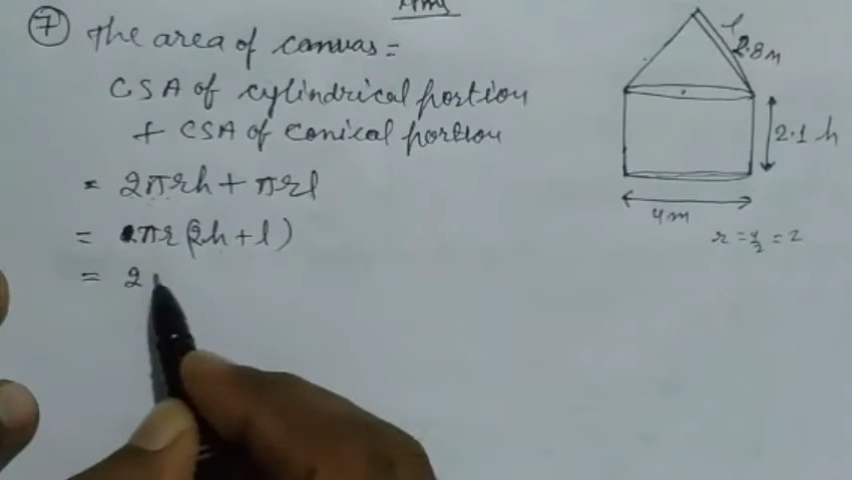 7 The area of canvas =
CSA of cylindrical portion
+ CSA of Conical portion
= 2πrh + πrl
= πr(2h + l)
= 2
l
2.8m
2.1 h
4m
r = 4/2 = 2